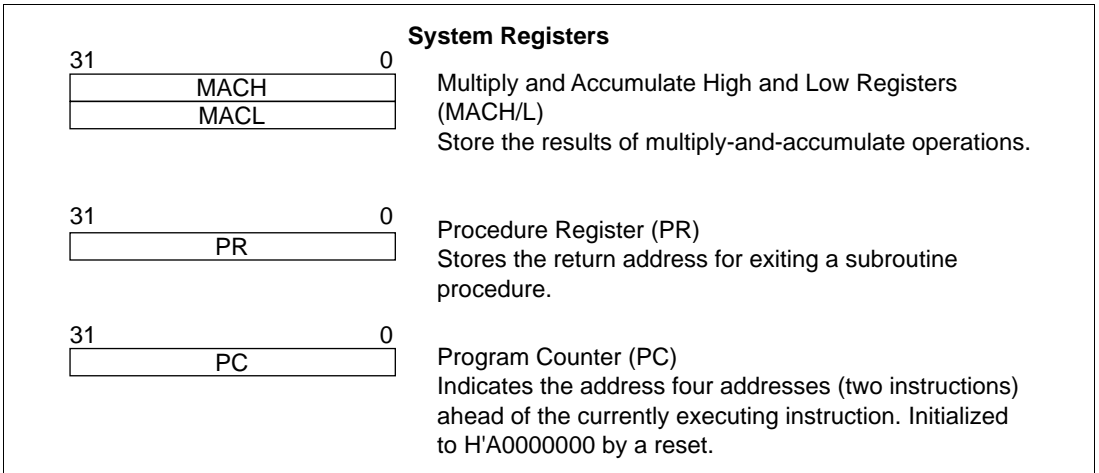 System Registers
31 0
MACH
MACL
Multiply and Accumulate High and Low Registers
(MACH/L)
Store the results of multiply-and-accumulate operations.
31 0
PR
Procedure Register (PR)
Stores the return address for exiting a subroutine
procedure.
31 0
PC
Program Counter (PC)
Indicates the address four addresses (two instructions)
ahead of the currently executing instruction. Initialized
to H'A0000000 by a reset.